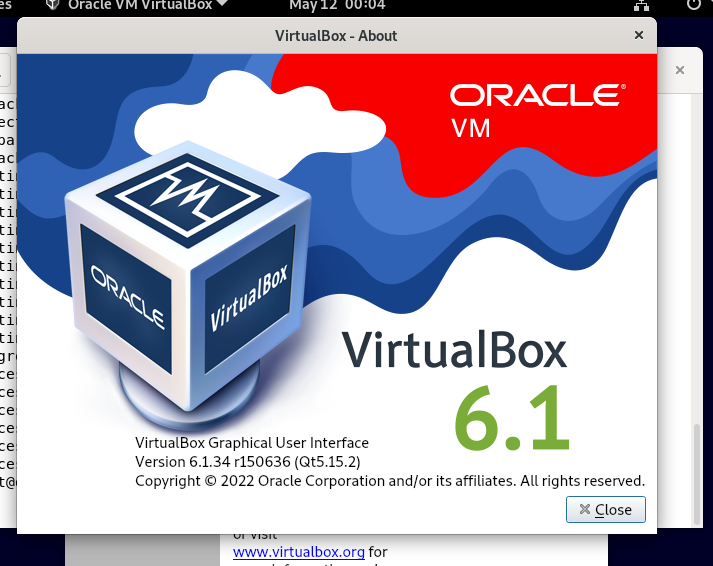 es Oracle VM VirtualBox May 12 00:04
VirtualBox - About
ORACLE®
VM
ORACLE
VirtualBox
VirtualBox
6.1
VirtualBox Graphical User Interface
Version 6.1.34 r150636 (Qt5.15.2)
Copyright © 2022 Oracle Corporation and/or its affiliates. All rights reserved.
Close
or visit
www.virtualbox.org for